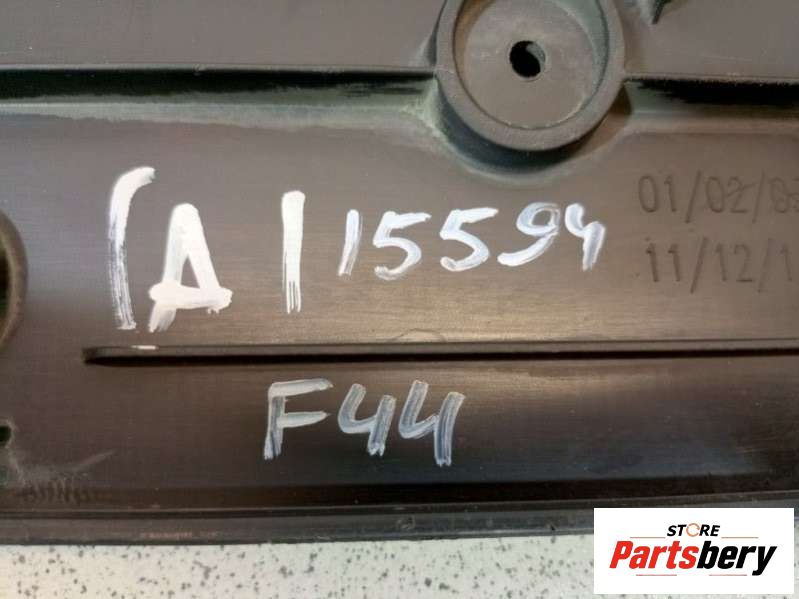 (A) 15594
01/02/0
11/12/1
F44
STORE
Partsbery